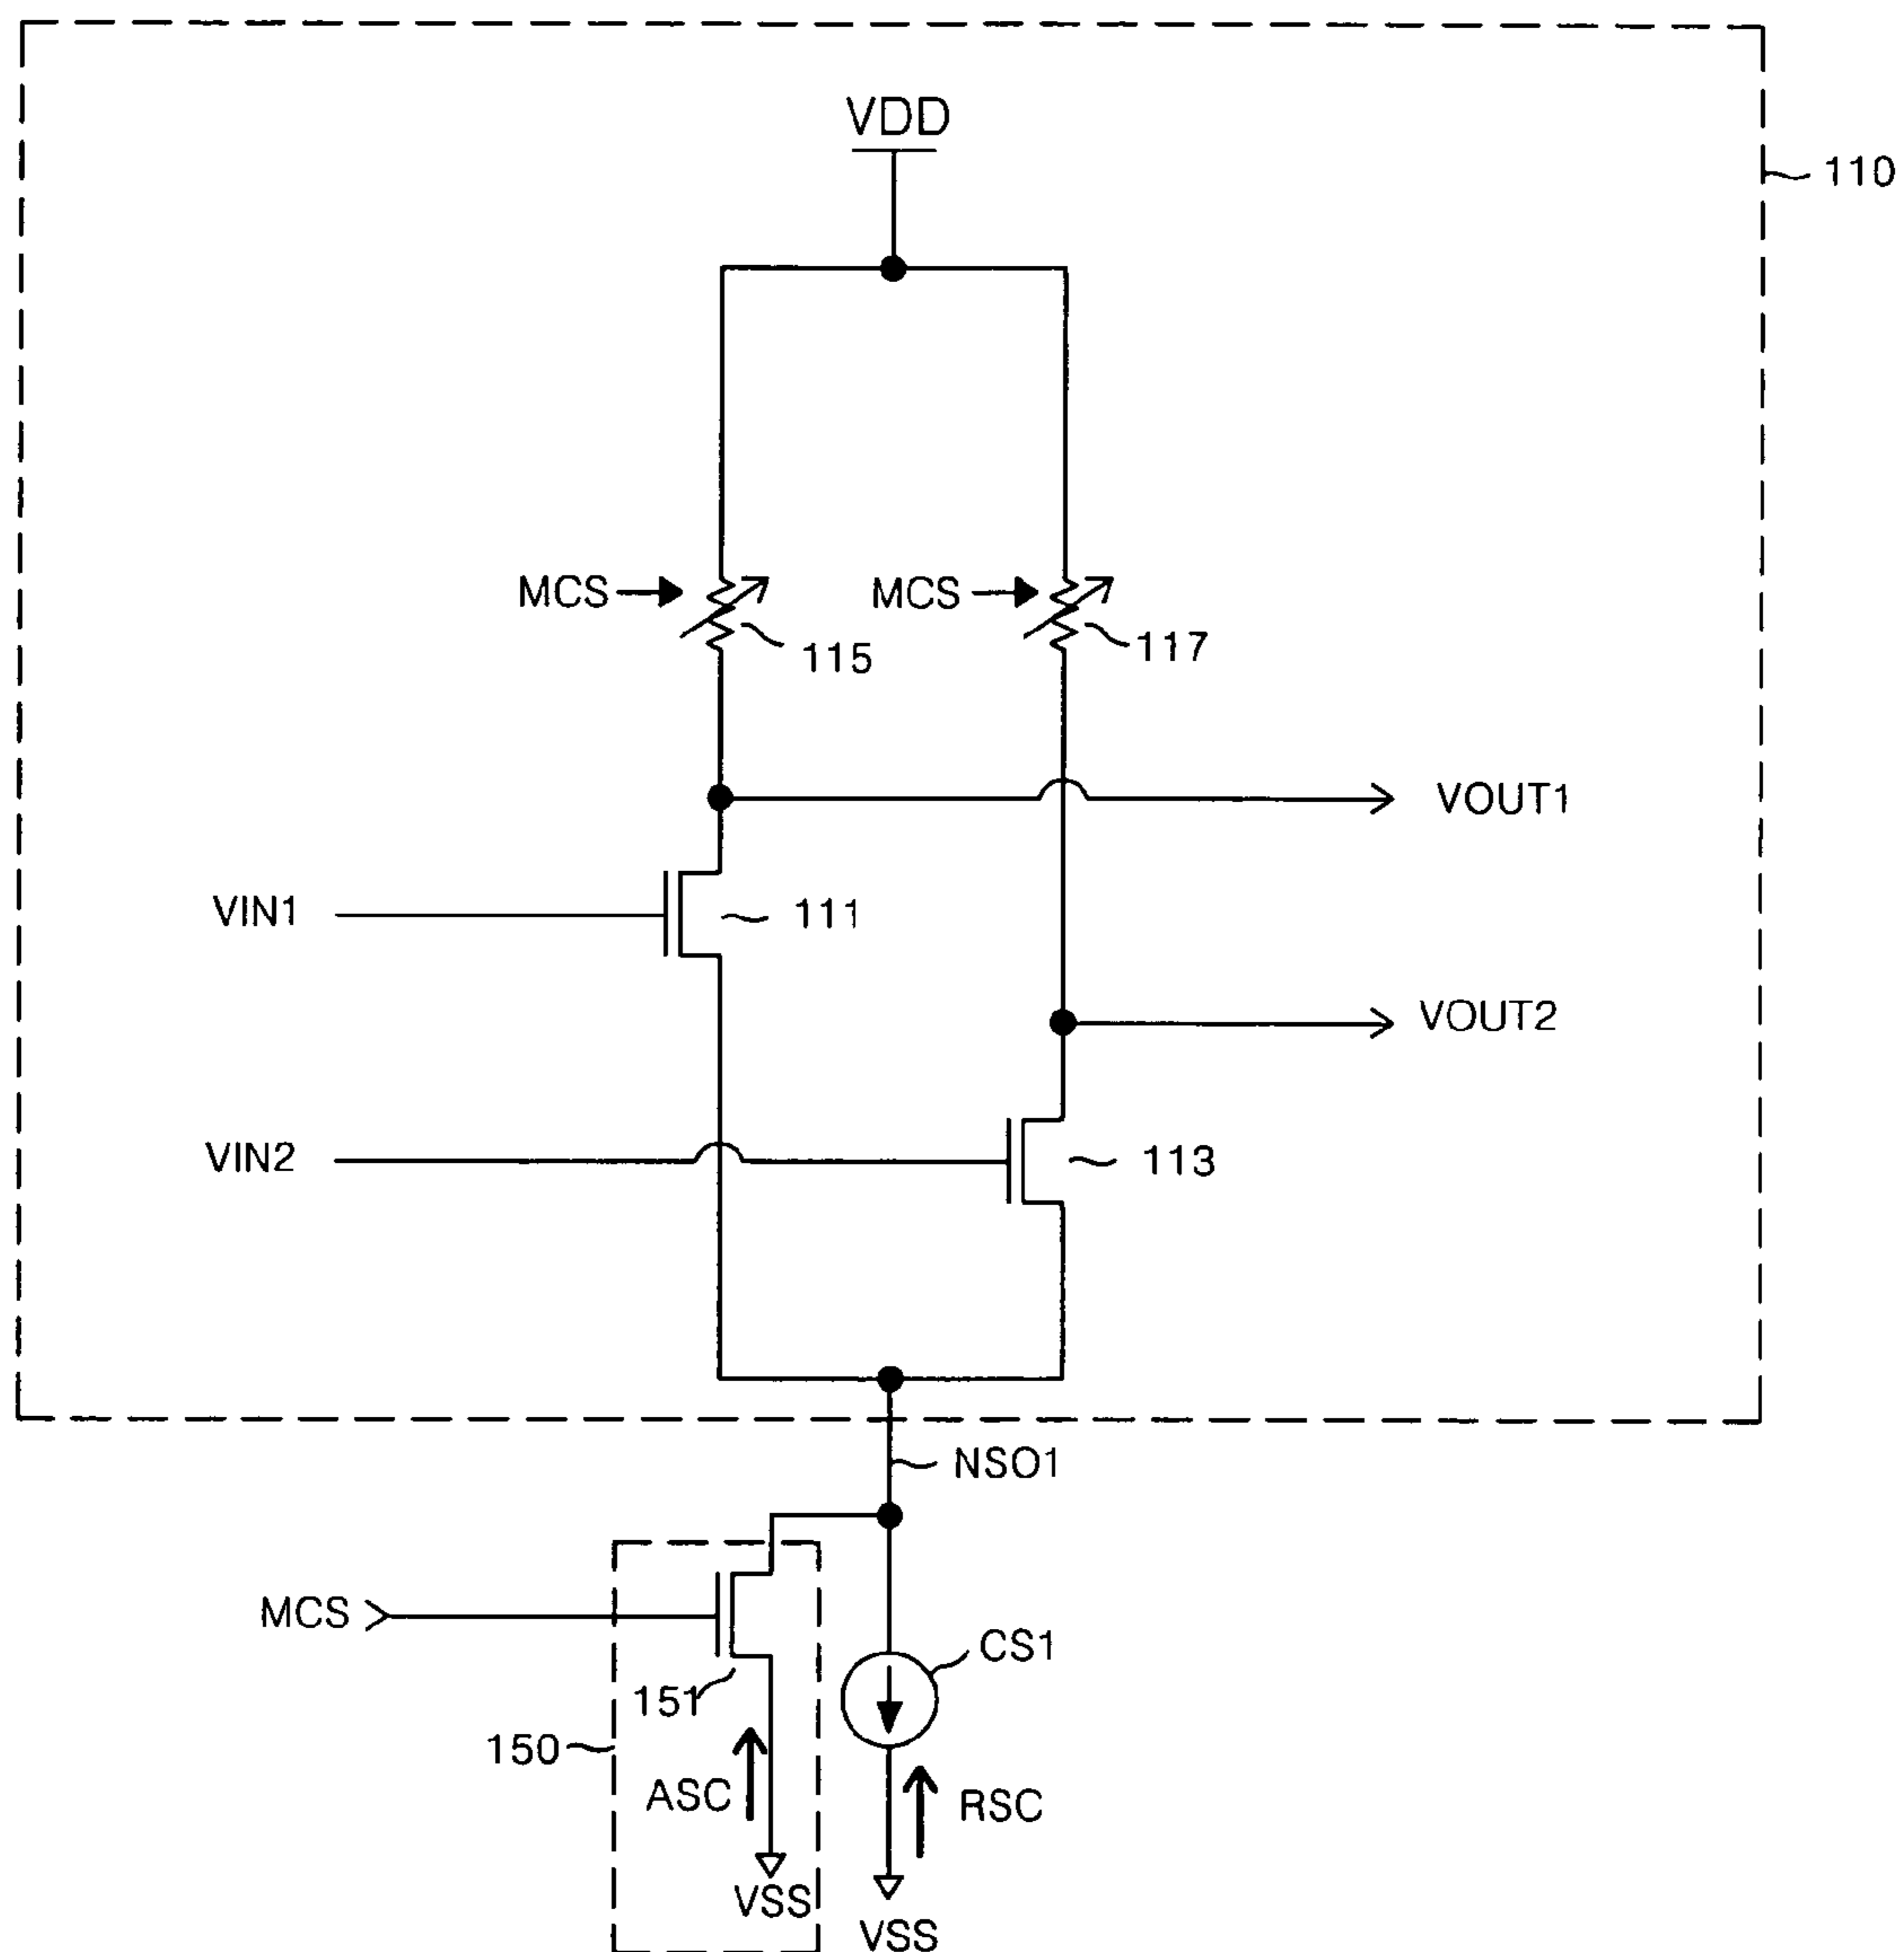 VDD
110
MCS
MCS
115
117
VOUT1
VIN1
111
VOUT2
VIN2
113
NSO1
MCS
CS1
151
150
ASC
RSC
VSS
VSS